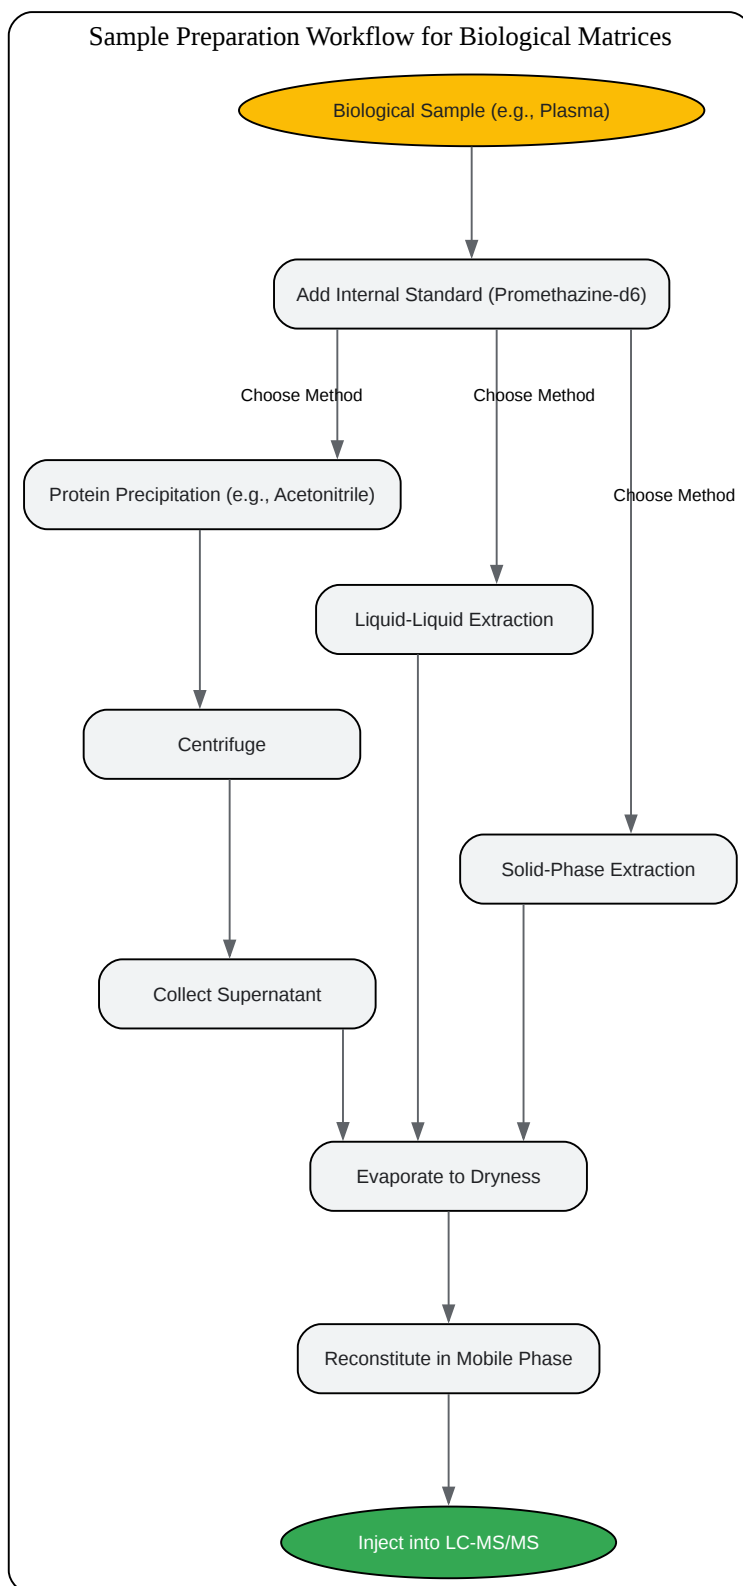 Sample Preparation Workflow for Biological Matrices
Biological Sample (e.g., Plasma)
Add Internal Standard (Promethazine-d6)
Choose Method
Choose Method
Protein Precipitation (e.g., Acetonitrile)
Choose Method
Liquid-Liquid Extraction
Centrifuge
Solid-Phase Extraction
Collect Supernatant
Evaporate to Dryness
Reconstitute in Mobile Phase
Inject into LC-MS/MS